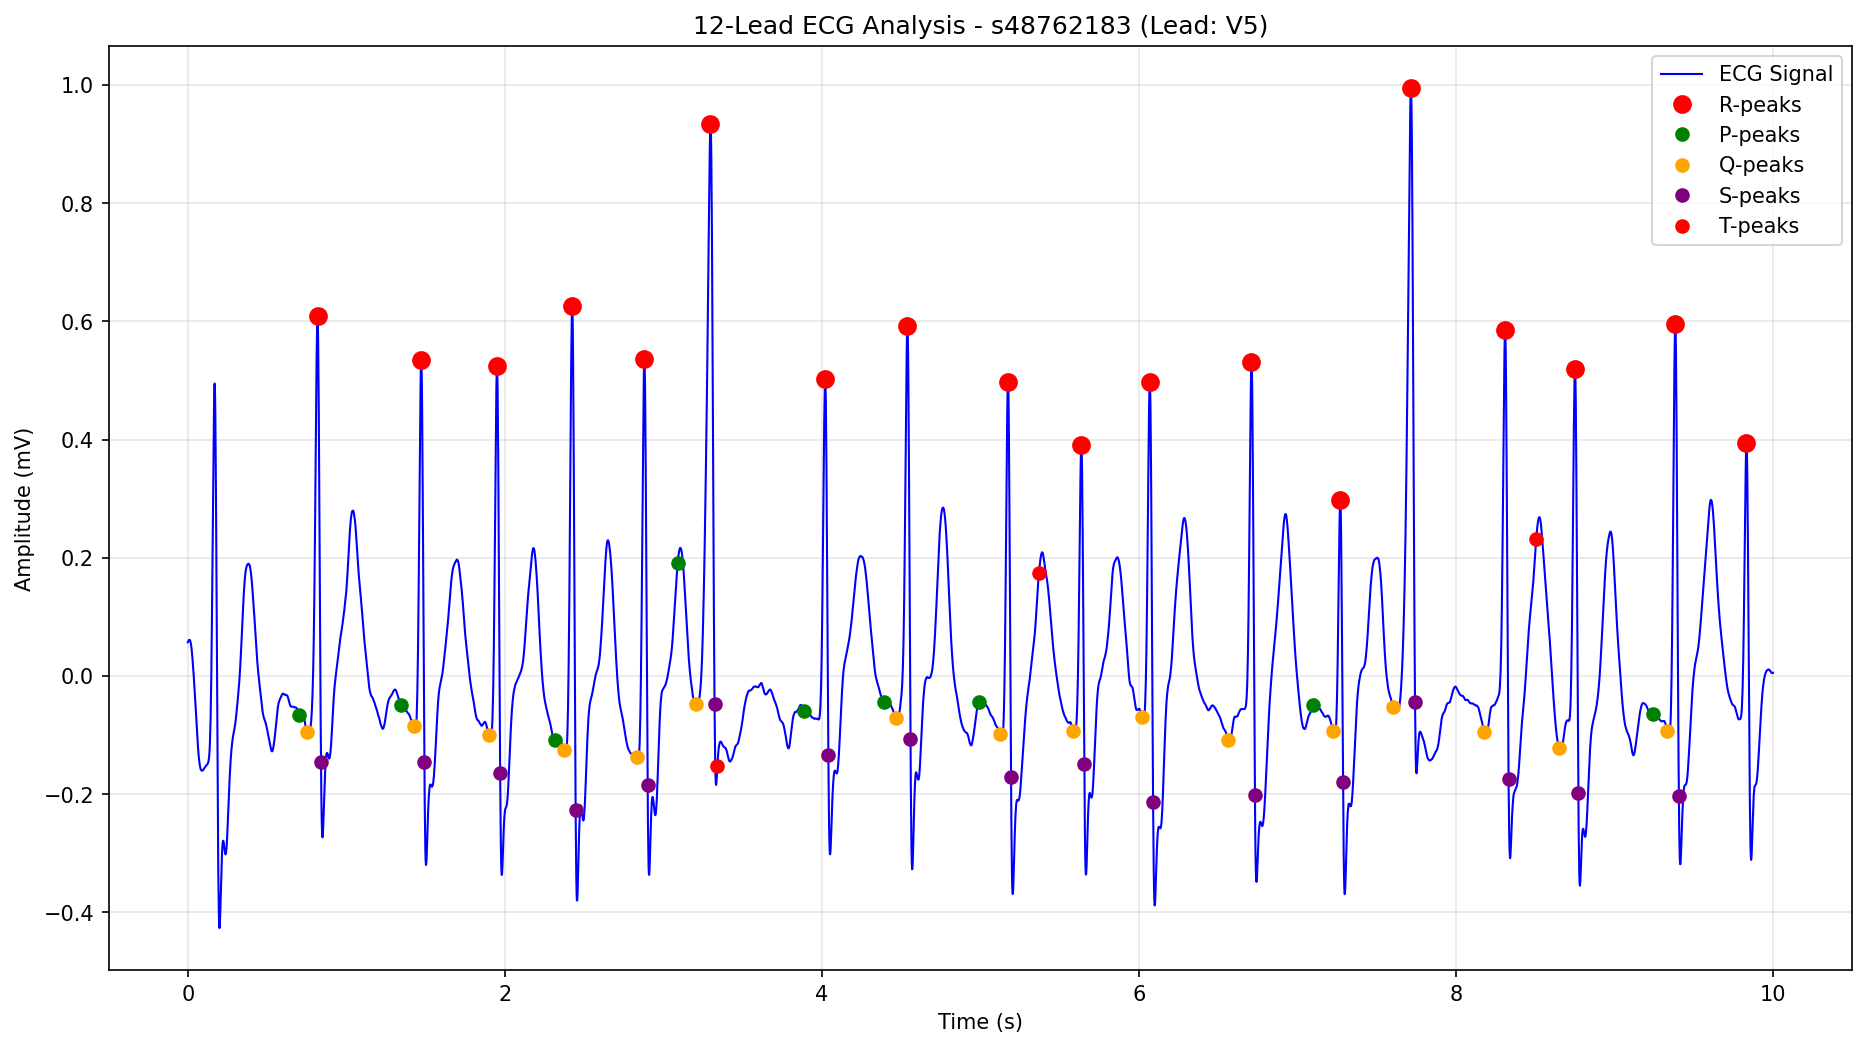 12-Lead ECG Analysis - s48762183 (Lead: V5)
ECG Signal
R-peaks
P-peaks
Q-peaks
S-peaks
T-peaks
Amplitude (mV)
1.0
0.8
0.6
0.4
0.2
0.0
−0.2
−0.4
0 2 4 6 8 10
Time (s)